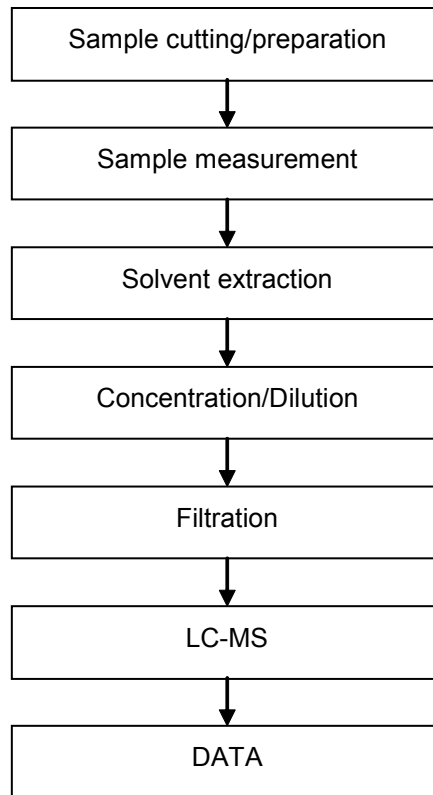 Sample cutting/preparation
Sample measurement
Solvent extraction
Concentration/Dilution
Filtration
LC-MS
DATA